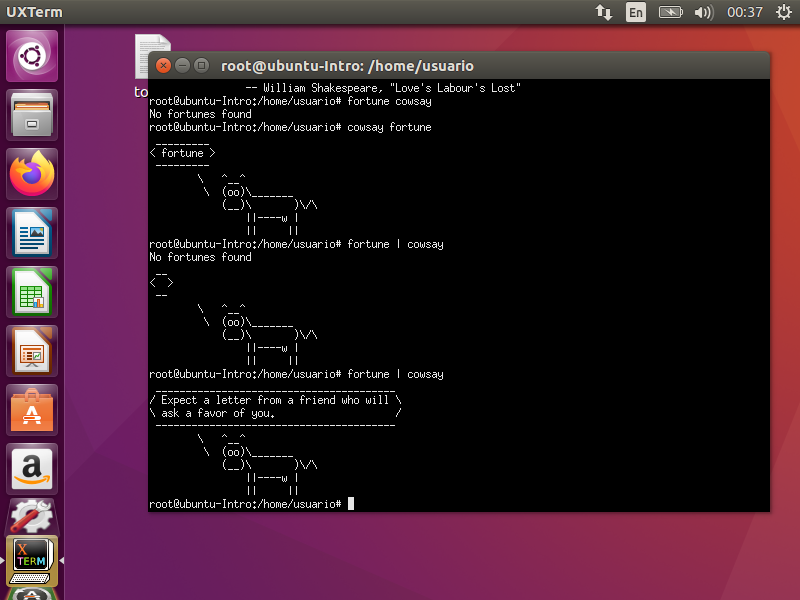 UXTerm
En
00:37
to
root@ubuntu-Intro: /home/usuario
-- William Shakespeare, "Love's Labour's Lost"
root@ubuntu-Intro:/home/usuario# fortune cowsay
No fortunes found
root@ubuntu-Intro:/home/usuario# cowsay fortune
 _________
< fortune >
 ---------
        \   ^__^
         \  (oo)\_______
            (__)\       )\/\
                ||----w |
                ||     ||
root@ubuntu-Intro:/home/usuario# fortune | cowsay
No fortunes found
 __
<  >
 --
        \   ^__^
         \  (oo)\_______
            (__)\       )\/\
                ||----w |
                ||     ||
root@ubuntu-Intro:/home/usuario# fortune | cowsay
 ________________________________________
/ Expect a letter from a friend who will \
\ ask a favor of you.                    /
 ----------------------------------------
        \   ^__^
         \  (oo)\_______
            (__)\       )\/\
                ||----w |
                ||     ||
root@ubuntu-Intro:/home/usuario#
A
a
X
TERM